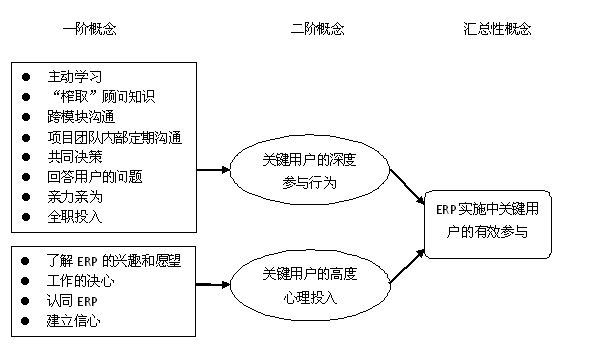 一阶概念
二阶概念
汇总性概念
● 主动学习
● “榨取”顾问知识
● 跨模块沟通
● 项目团队内部定期沟通
● 共同决策
● 回答用户的问题
● 亲力亲为
● 全职投入
关键用户的深度
参与行为
ERP 实施中关键用
户的有效参与
● 了解 ERP 的兴趣和愿望
● 工作的决心
● 认同 ERP
● 建立信心
关键用户的高度
心理投入